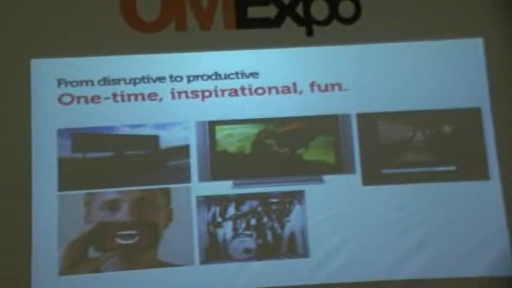 OMExpo
From disruptive to productive
One-time, inspirational, fun.